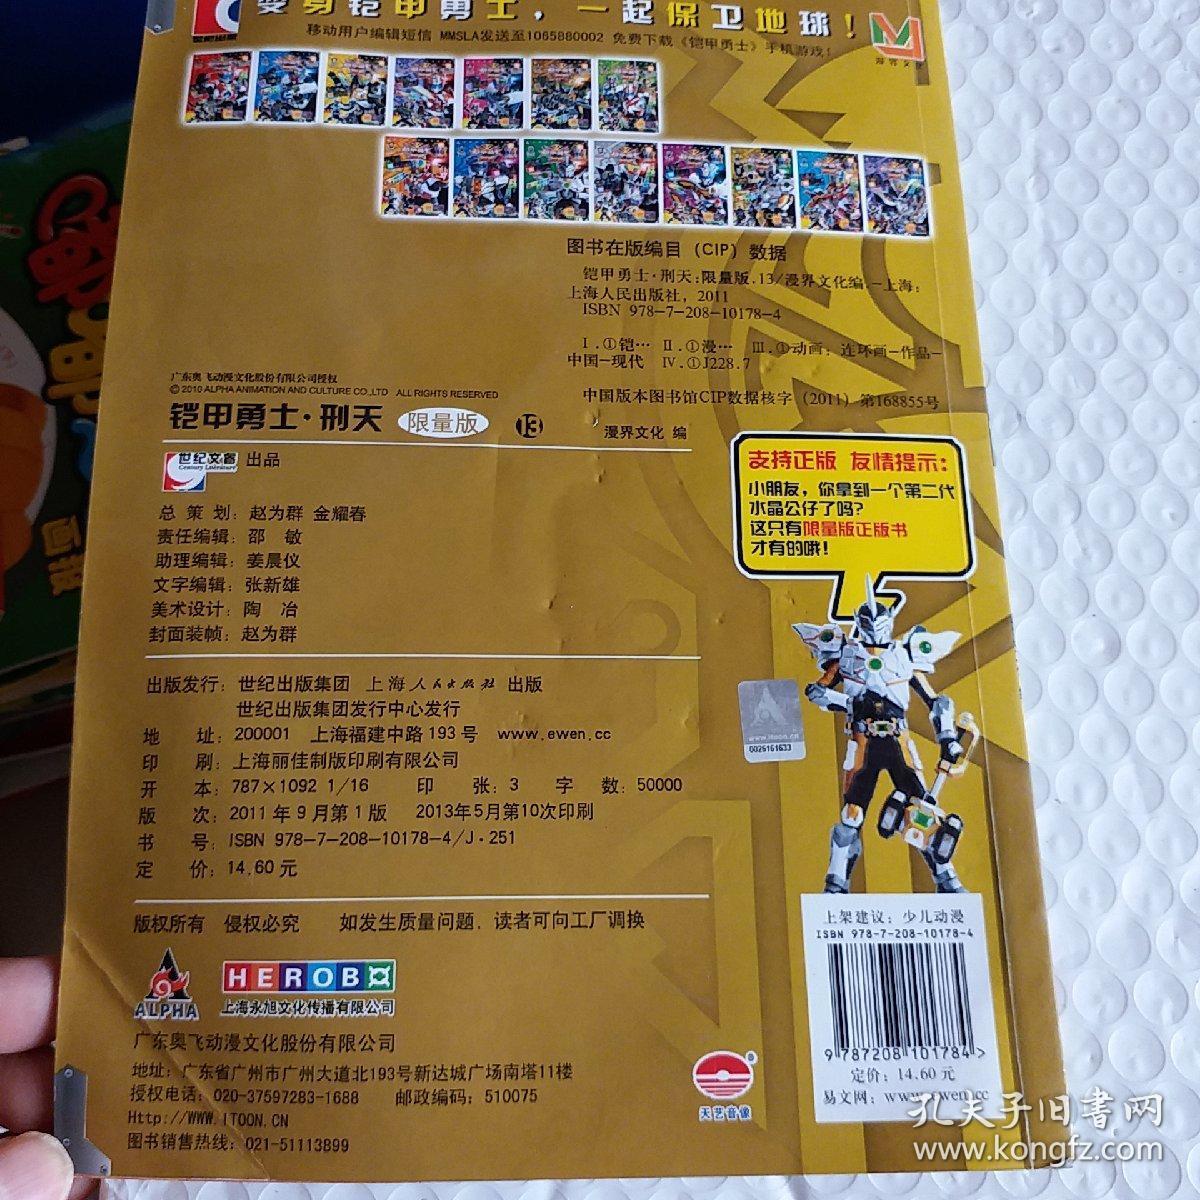 变身铠甲勇士，一起保卫地球！
移动用户编辑短信 MMSLA发送至1065880002 免费下载《铠甲勇士》手机游戏！
图书在版编目（CIP）数据
铠甲勇士·刑天：限量版.13/漫界文化编.—上海：
上海人民出版社，2011
ISBN 978-7-208-10178-4
Ⅰ.①铠… Ⅱ.①漫… Ⅲ.①动画：连环画-作品-
中国-现代 Ⅳ.①J228.7
中国版本图书馆CIP数据核字（2011）第168855号
广东奥飞动漫文化股份有限公司授权
© 2010 ALPHA ANIMATION AND CULTURE CO.,LTD ALL RIGHTS RESERVED
铠甲勇士·刑天 限量版 13 漫界文化 编
世纪文睿 出品
Century Literature
总 策 划：赵为群 金耀春
责任编辑：邵 敏
助理编辑：姜晨仪
文字编辑：张新雄
美术设计：陶 冶
封面装帧：赵为群
支持正版 友情提示：
小朋友，你拿到一个第二代
水晶公仔了吗？
这只有限量版正版书
才有的哦！
出版发行：世纪出版集团 上海人民出版社 出版
世纪出版集团发行中心发行
地 址：200001 上海福建中路193号 www.ewen.cc
印 刷：上海丽佳制版印刷有限公司
开 本：787×1092 1/16 印 张：3 字 数：50000
版 次：2011年9月第1版 2013年5月第10次印刷
书 号：ISBN 978-7-208-10178-4/J·251
定 价：14.60元
www.itoon.cn
0025161633
版权所有 侵权必究 如发生质量问题，读者可向工厂调换
ALPHA
HEROBOX
上海永旭文化传播有限公司
广东奥飞动漫文化股份有限公司
地址：广东省广州市广州大道北193号新达城广场南塔11楼
授权电话：020-37597283-1688 邮政编码：510075
Http://WWW.ITOON.CN
图书销售热线：021-51113899
天艺音像
上架建议：少儿动漫
ISBN 978-7-208-10178-4
9 787208 101784 >
定价：14.60元
易文网：www.ewen.cc
孔夫子旧书网
www.kongfz.com